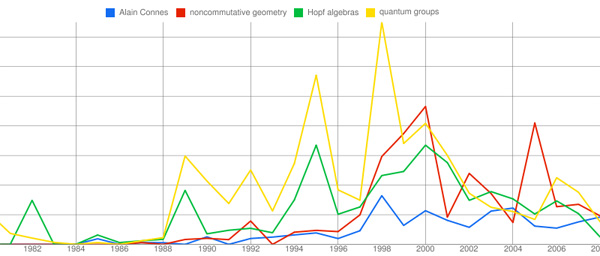 Alain Connes noncommutative geometry Hopf algebras quantum groups
1982 1984 1986 1988 1990 1992 1994 1996 1998 2000 2002 2004 2006 20